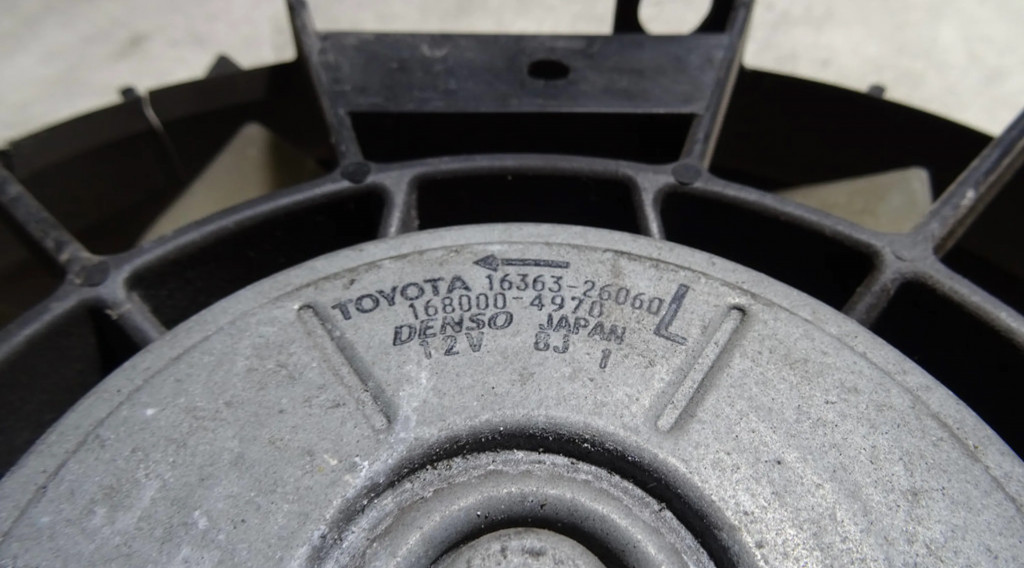 TOYOTA 16363-26060 L
168000-4970
DENSO JAPAN
12V 8J 1